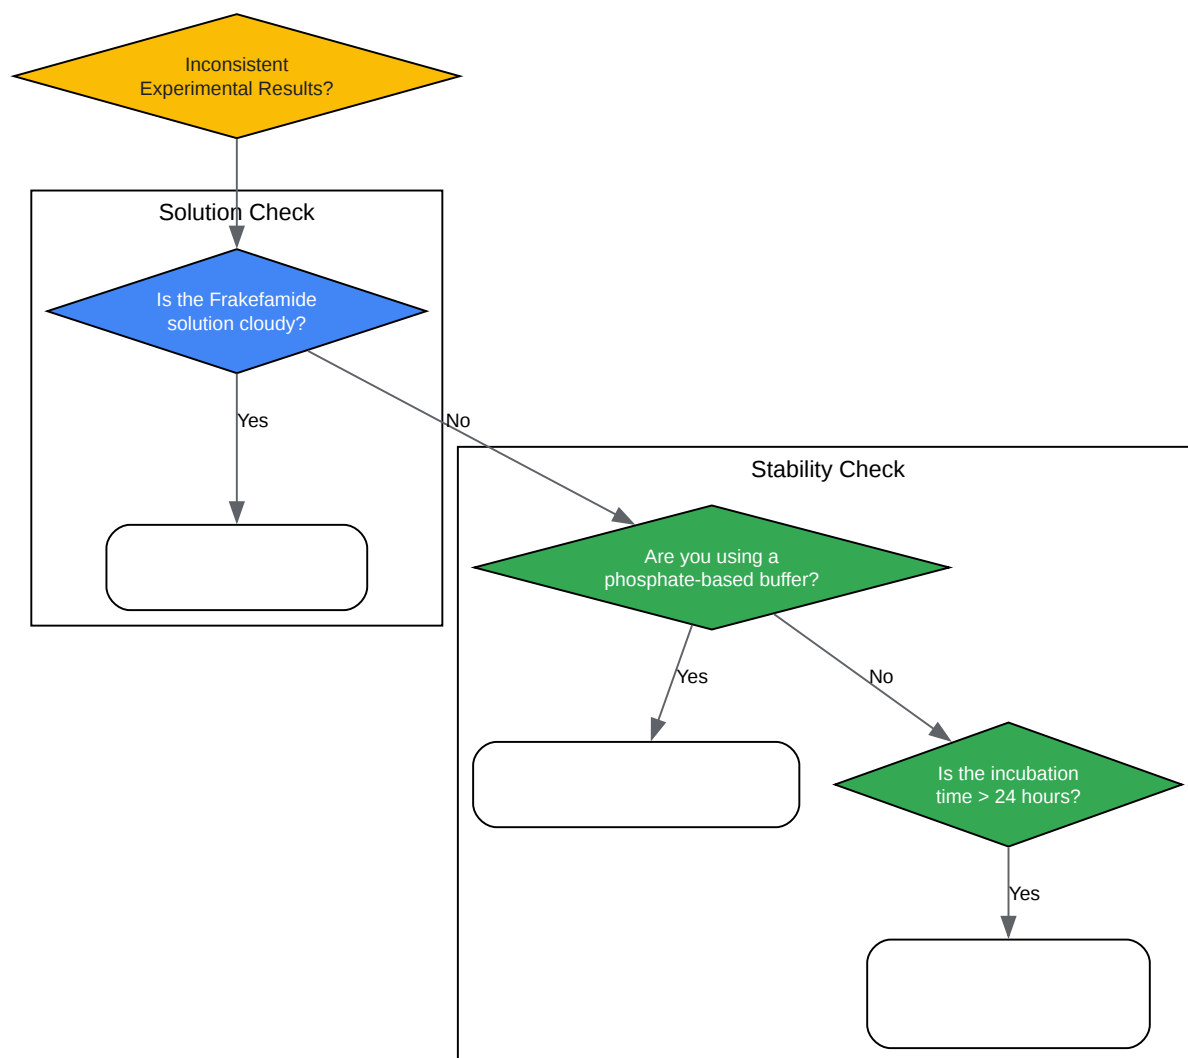 Inconsistent
Experimental Results?
Solution Check
Is the Frakefamide
solution cloudy?
Yes
No
Stability Check
Are you using a
phosphate-based buffer?
Yes
No
Is the incubation
time > 24 hours?
Yes